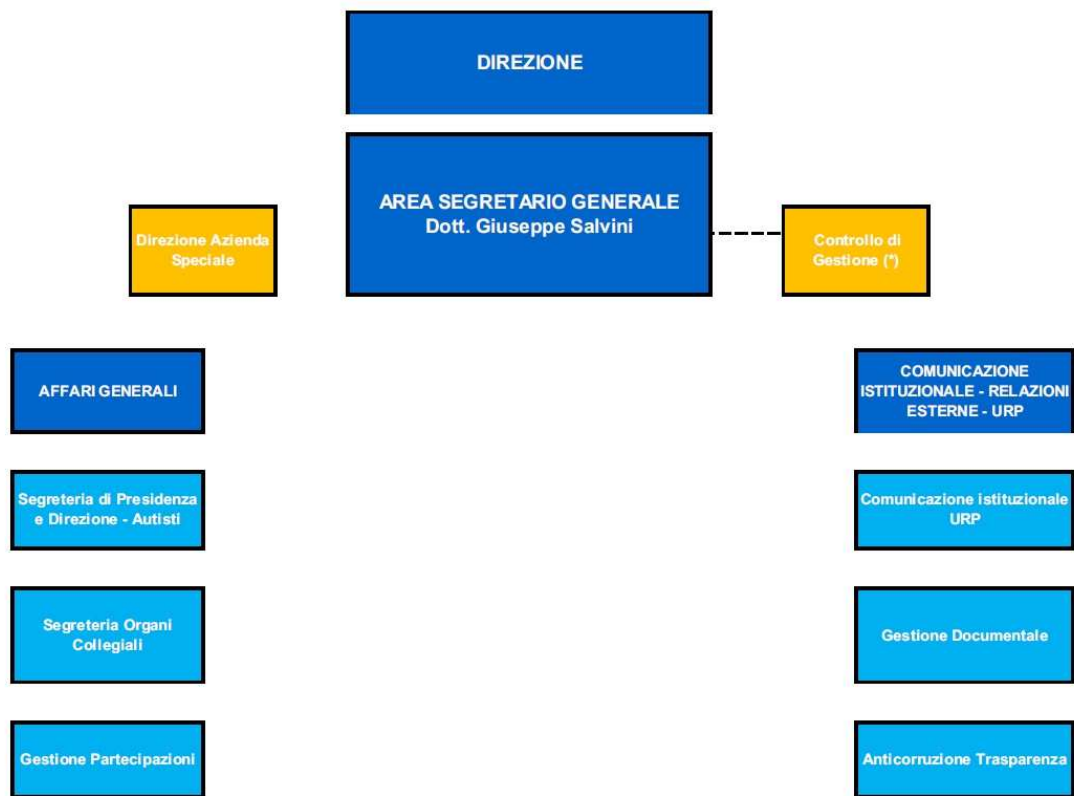 DIREZIONE
AREA SEGRETARIO GENERALE
Dott. Giuseppe Salvini
Direzione Azienda
Speciale
Controllo di
Gestione (*)
AFFARI GENERALI
COMUNICAZIONE
ISTITUZIONALE - RELAZIONI
ESTERNE - URP
Segreteria di Presidenza
e Direzione - Autisti
Comunicazione istituzionale
URP
Segreteria Organi
Collegiali
Gestione Documentale
Gestione Partecipazioni
Anticorruzione Trasparenza